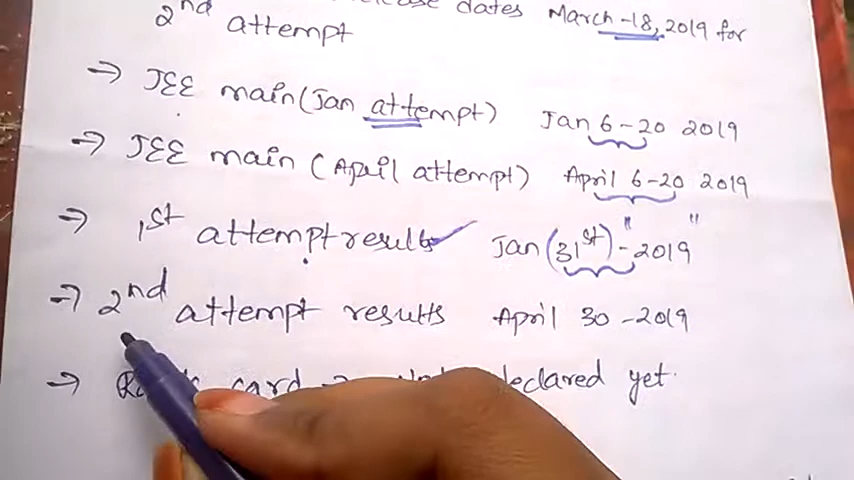 dates March-18, 2019 for
2nd attempt
⇒ JEE main (Jan attempt) Jan 6-20 2019
⇒ JEE main (April attempt) April 6-20 2019
⇒ 1st attempt results Jan (31st) - 2019
" "
⇒ 2nd attempt results April 30 - 2019
⇒ card declared yet.